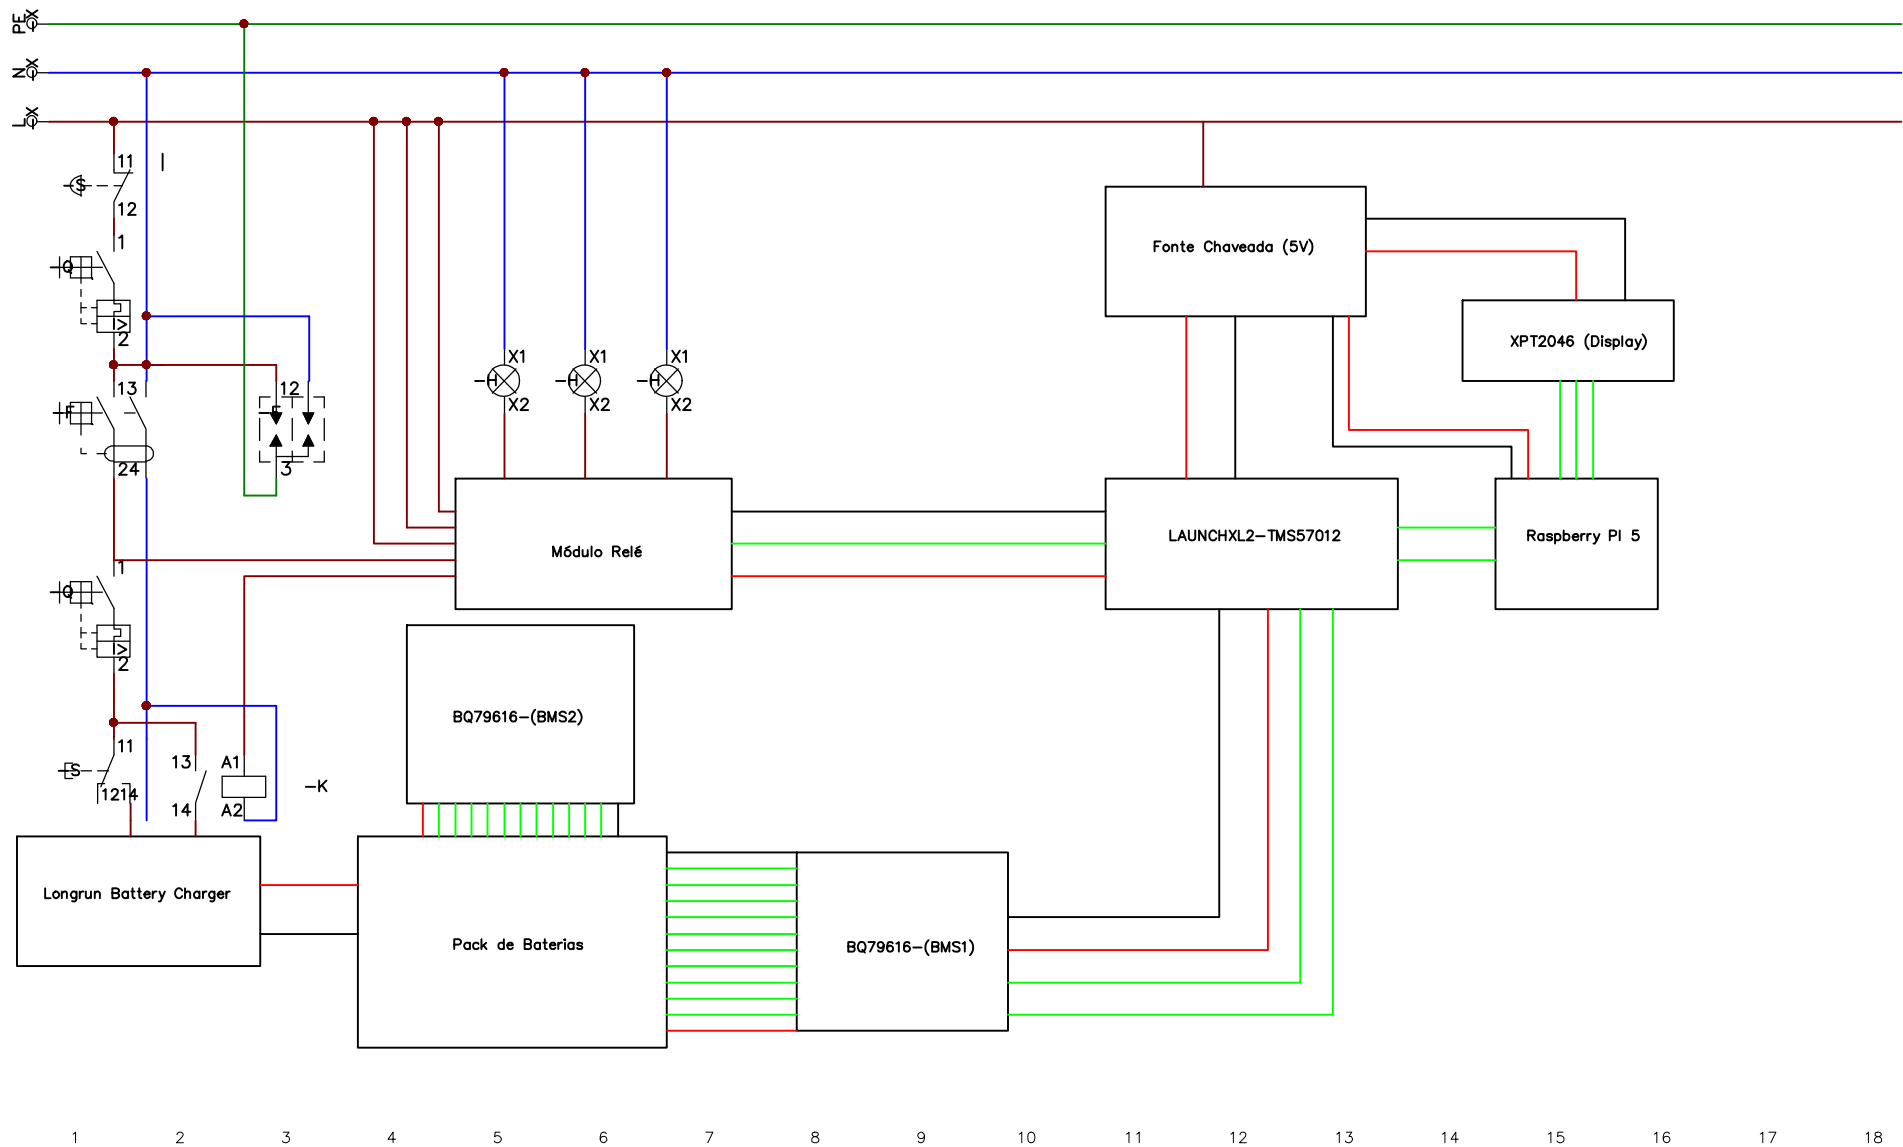 PE X
N X
L X
11
-S
12
1
-Q
I>
2
Fonte Chaveada (5V)
XPT2046 (Display)
X1 X1 X1
-H -H -H
X2 X2 X2
13
-F
24
12
-F
3
Módulo Relé
LAUNCHXL2-TMS57012
Raspberry PI 5
1
-Q
I>
2
BQ79616-(BMS2)
11
-S
1214
13
14
A1
A2
-K
Longrun Battery Charger
Pack de Baterias
BQ79616-(BMS1)
1 2 3 4 5 6 7 8 9 10 11 12 13 14 15 16 17 18